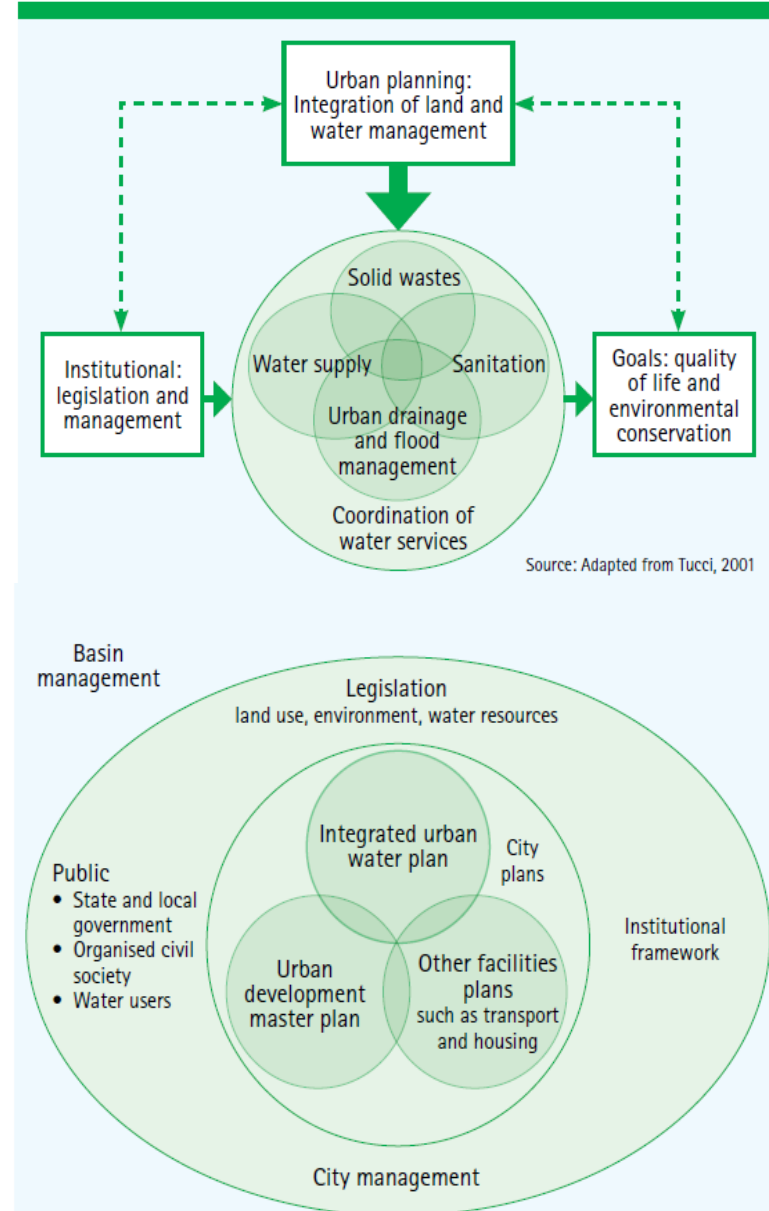 Urban planning:
Integration of land and
water management
Solid wastes
Water supply
Sanitation
Urban drainage
and flood
management
Coordination of
water services
Institutional:
legislation and
management
Goals: quality
of life and
environmental
conservation
Source: Adapted from Tucci, 2001
Basin
management
Legislation
land use, environment, water resources
Integrated urban
water plan
City
plans
Public
• State and local
government
• Organised civil
society
• Water users
Urban
development
master plan
Other facilities
plans
such as transport
and housing
Institutional
framework
City management